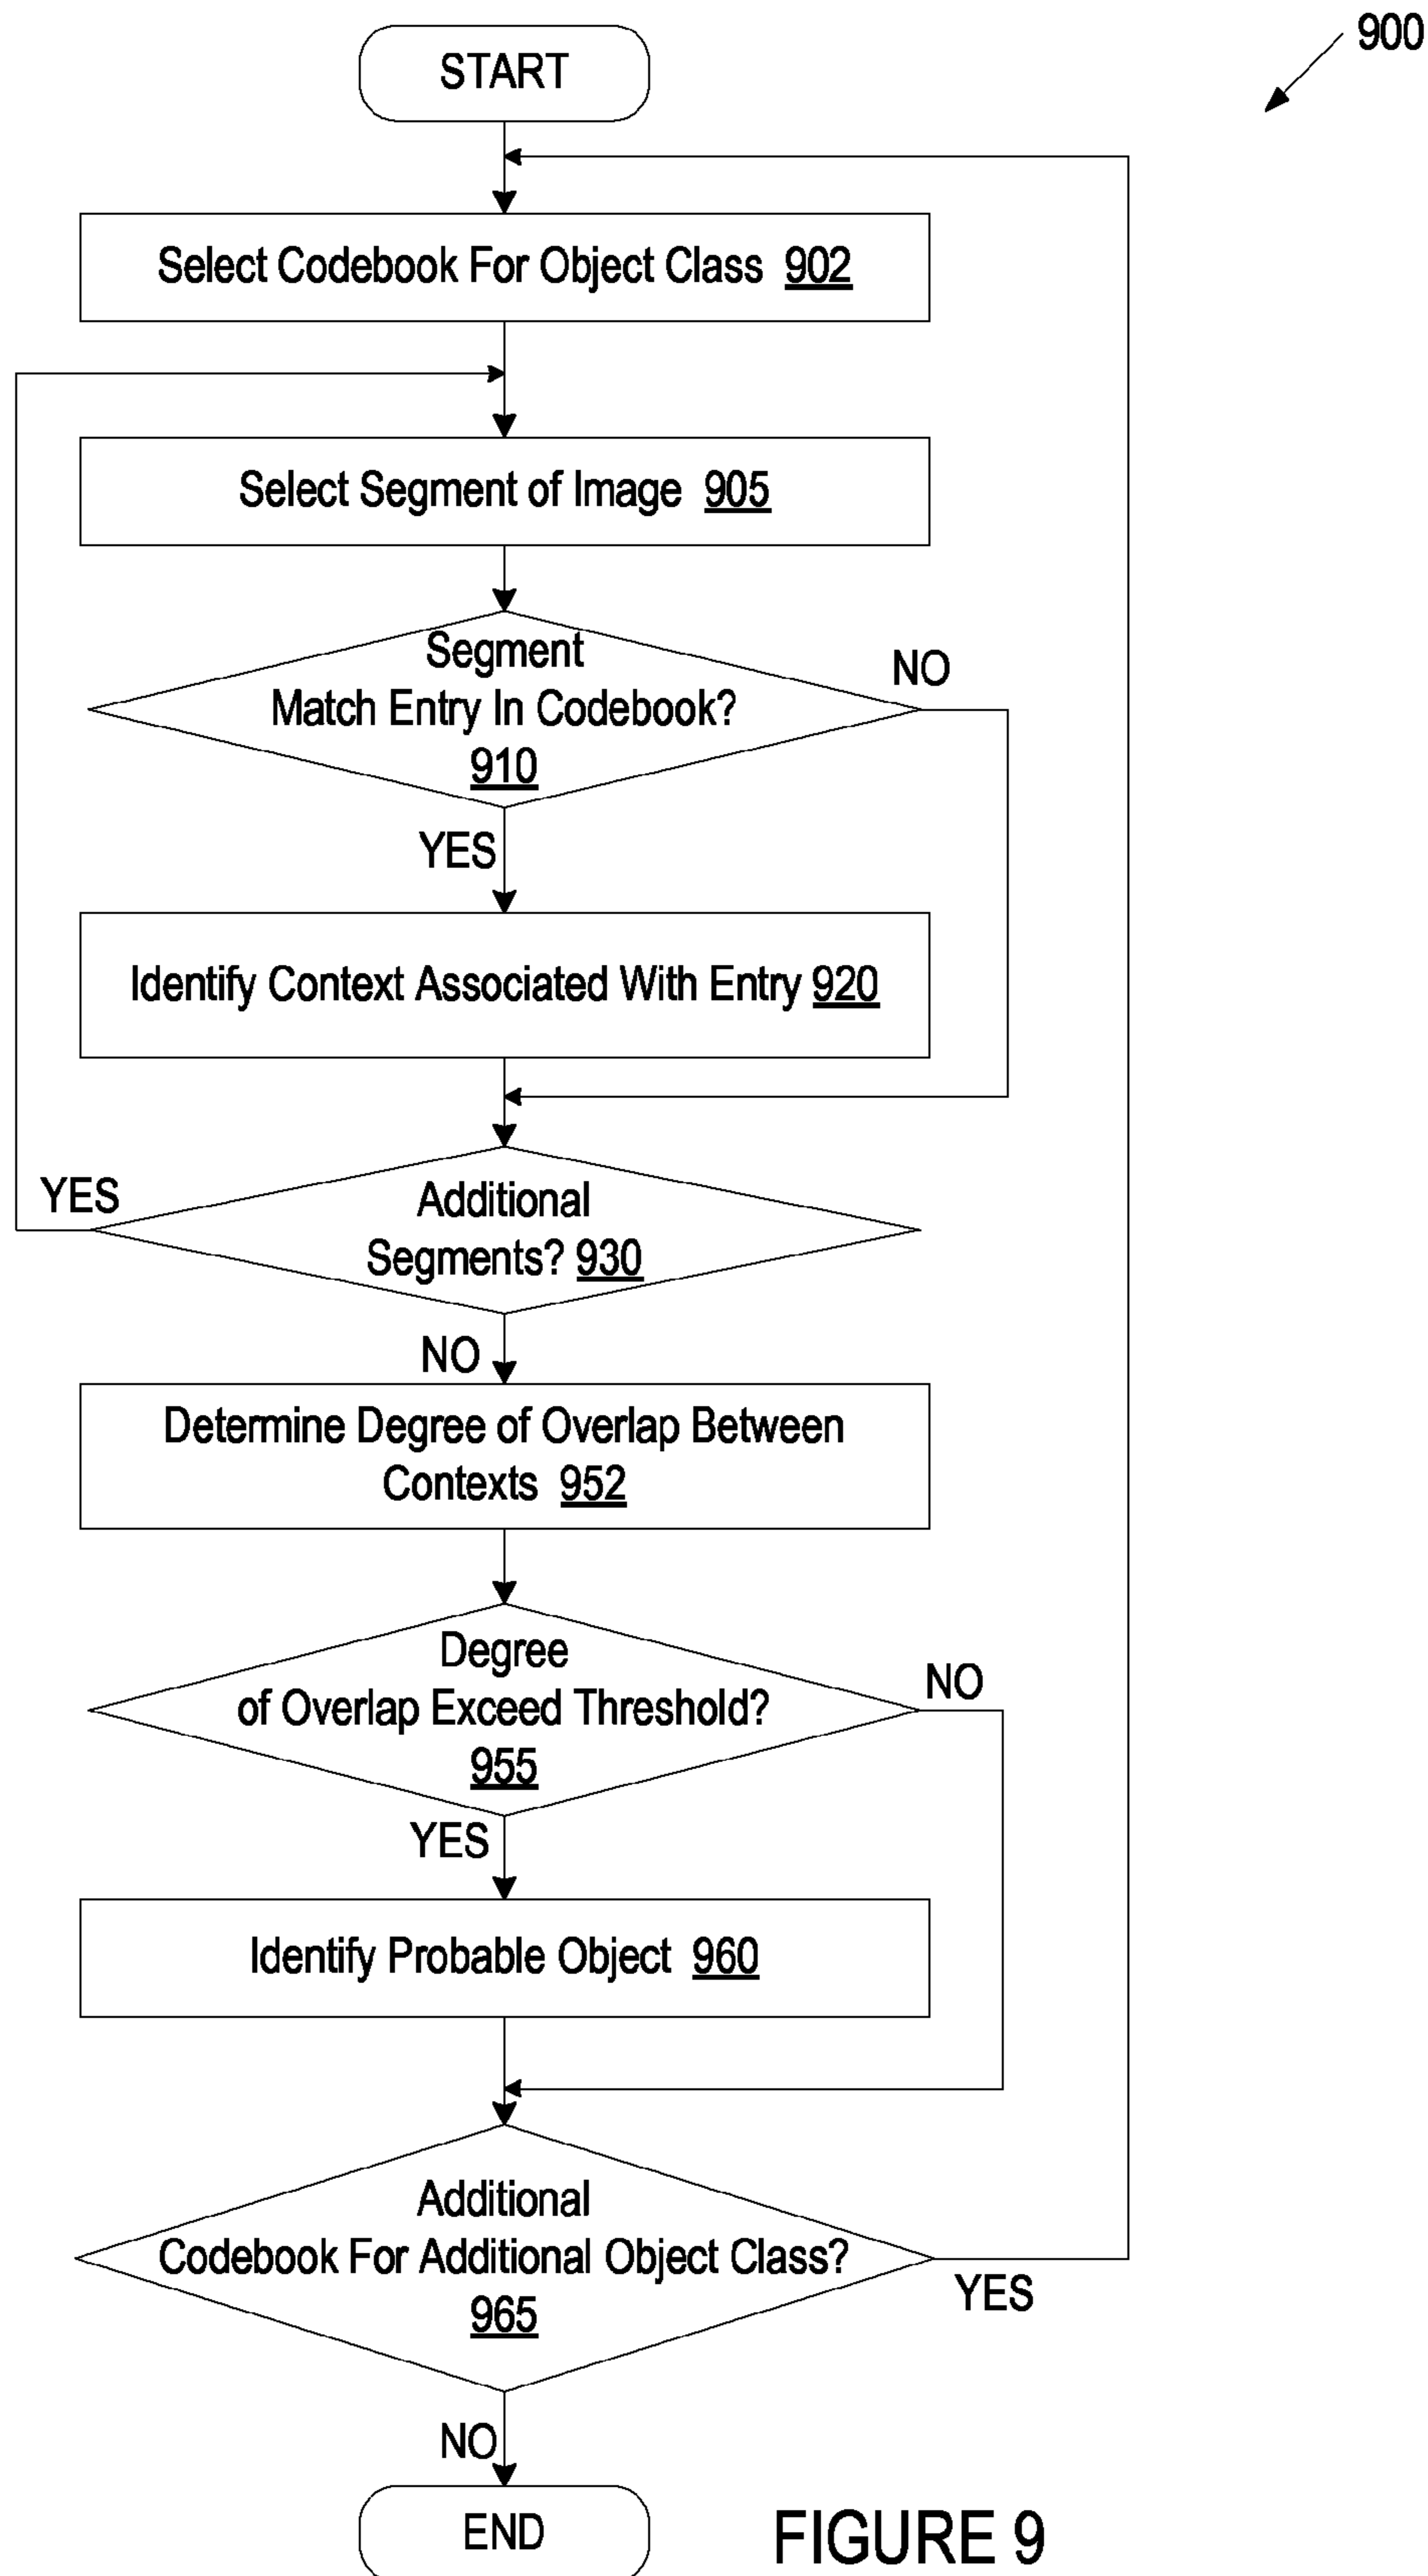 900
START
Select Codebook For Object Class 902
Select Segment of Image 905
Segment
Match Entry In Codebook?
910
NO
YES
Identify Context Associated With Entry 920
Additional
Segments? 930
YES
NO
Determine Degree of Overlap Between
Contexts 952
Degree
of Overlap Exceed Threshold?
955
NO
YES
Identify Probable Object 960
Additional
Codebook For Additional Object Class?
965
YES
NO
END
FIGURE 9